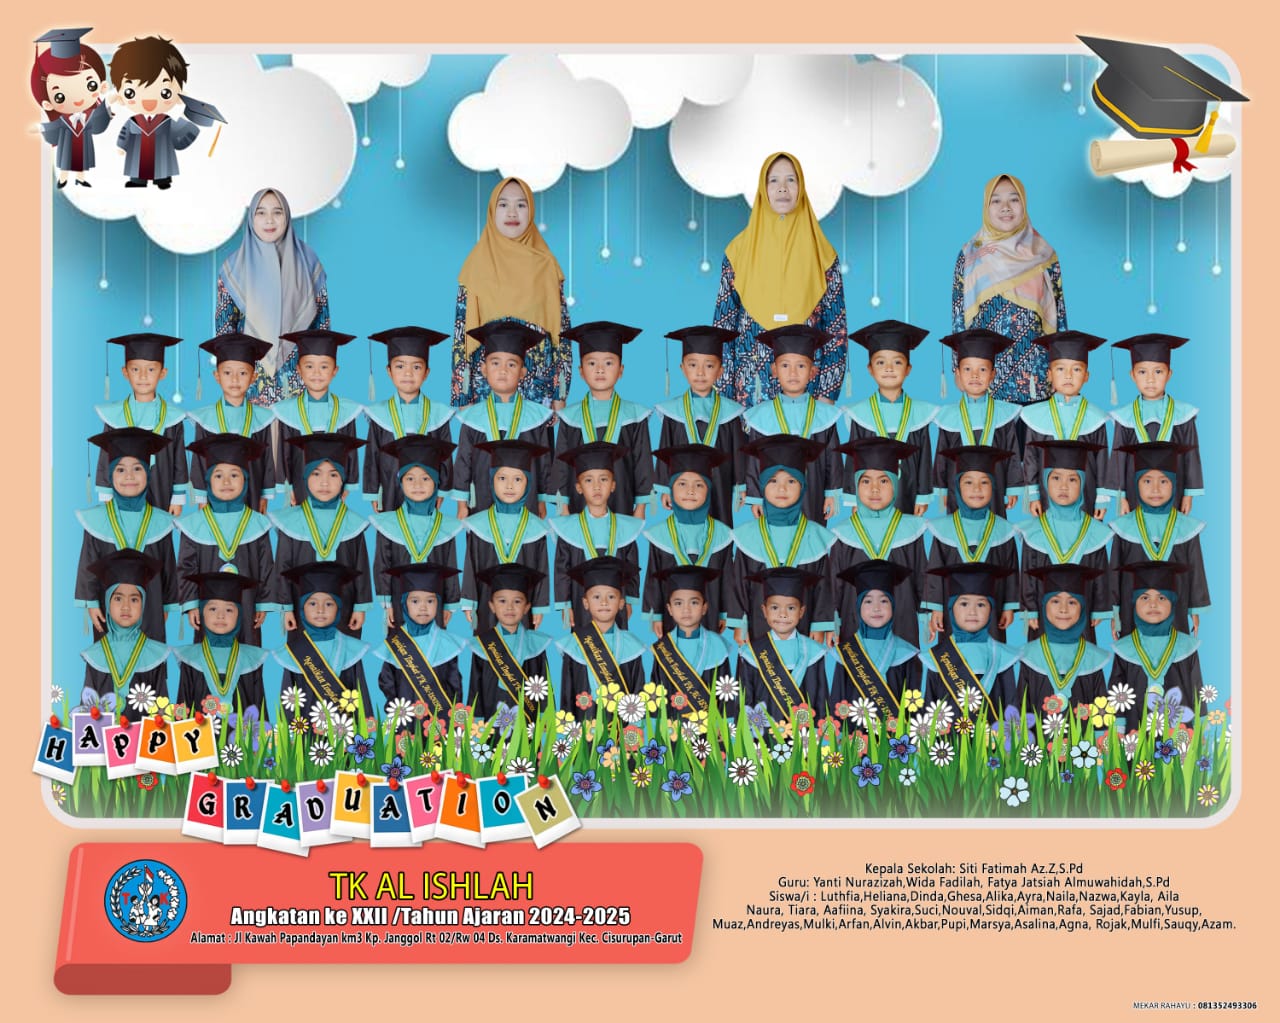 HAPPY
GRADUATION
TK
TK AL ISHLAH
Angkatan ke XXII /Tahun Ajaran 2024-2025
Alamat : Jl Kawah Papandayan km3 Kp. Janggol Rt 02/Rw 04 Ds. Karamatwangi Kec. Cisurupan-Garut
Kepala Sekolah: Siti Fatimah Az.Z,S.Pd
Guru: Yanti Nurazizah,Wida Fadilah, Fatya Jatsiah Almuwahidah,S.Pd
Siswa/i : Luthfia,Heliana,Dinda,Ghesa,Alika,Ayra,Naila,Nazwa,Kayla, Aila
Naura, Tiara, Aafiina, Syakira,Suci,Nouval,Sidqi,Aiman,Rafa, Sajad,Fabian,Yusup,
Muaz,Andreyas,Mulki,Arfan,Alvin,Akbar,Pupi,Marsya,Asalina,Agna, Rojak,Mulfi,Sauqy,Azam.
MEKAR RAHAYU : 081352493306